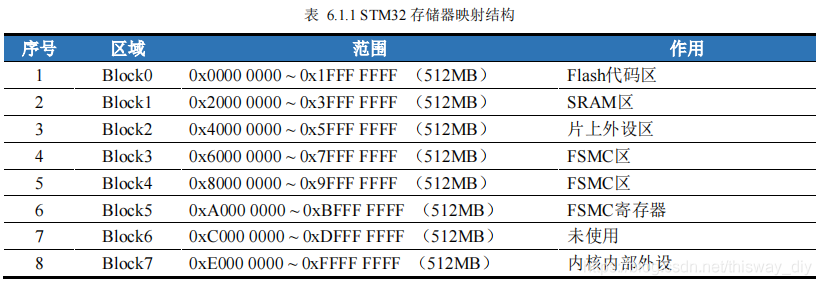 表 6.1.1 STM32 存储器映射结构
序号 区域 范围 作用
1 Block0 0x0000 0000 ~ 0x1FFF FFFF （512MB） Flash代码区
2 Block1 0x2000 0000 ~ 0x3FFF FFFF （512MB） SRAM区
3 Block2 0x4000 0000 ~ 0x5FFF FFFF （512MB） 片上外设区
4 Block3 0x6000 0000 ~ 0x7FFF FFFF （512MB） FSMC区
5 Block4 0x8000 0000 ~ 0x9FFF FFFF （512MB） FSMC区
6 Block5 0xA000 0000 ~ 0xBFFF FFFF （512MB） FSMC寄存器
7 Block6 0xC000 0000 ~ 0xDFFF FFFF （512MB） 未使用
8 Block7 0xE000 0000 ~ 0xFFFF FFFF （512MB） 内核内部外设